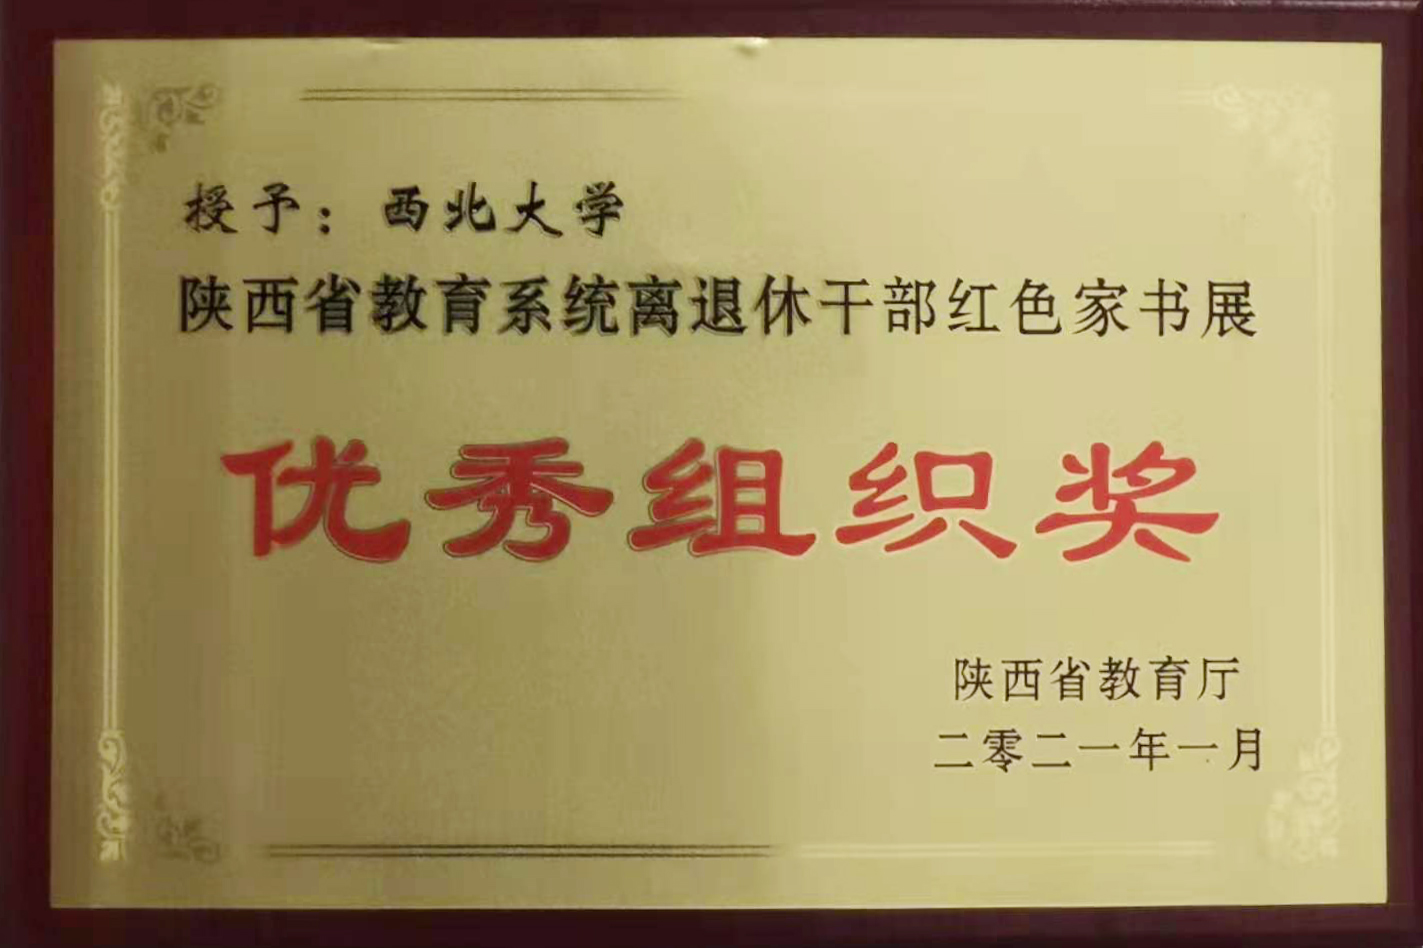 授予：西北大学
陕西省教育系统离退休干部红色家书展
优秀组织奖
陕西省教育厅
二零二一年一月